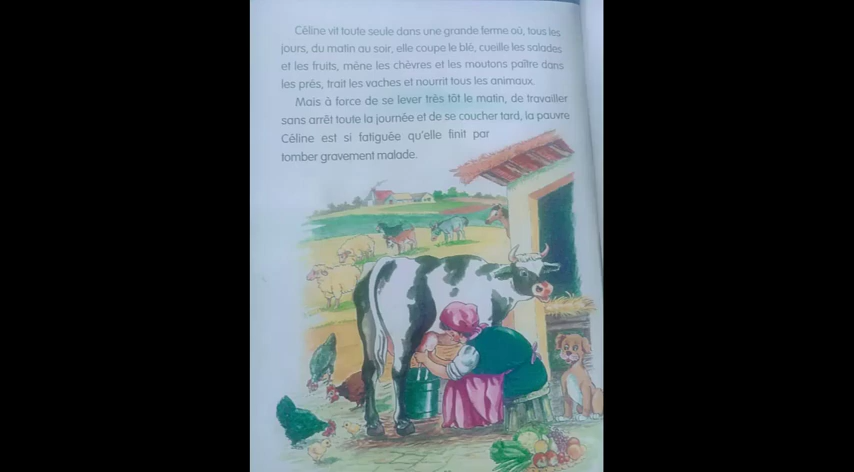 Céline vit toute seule dans une grande ferme où, tous les
jours, du matin au soir, elle coupe le blé, cueille les salades
et les fruits, mène les chèvres et les moutons paître dans
les prés, trait les vaches et nourrit tous les animaux.
Mais à force de se lever très tôt le matin, de travailler
sans arrêt toute la journée et de se coucher tard, la pauvre
Céline est si fatiguée qu'elle finit par
tomber gravement malade.